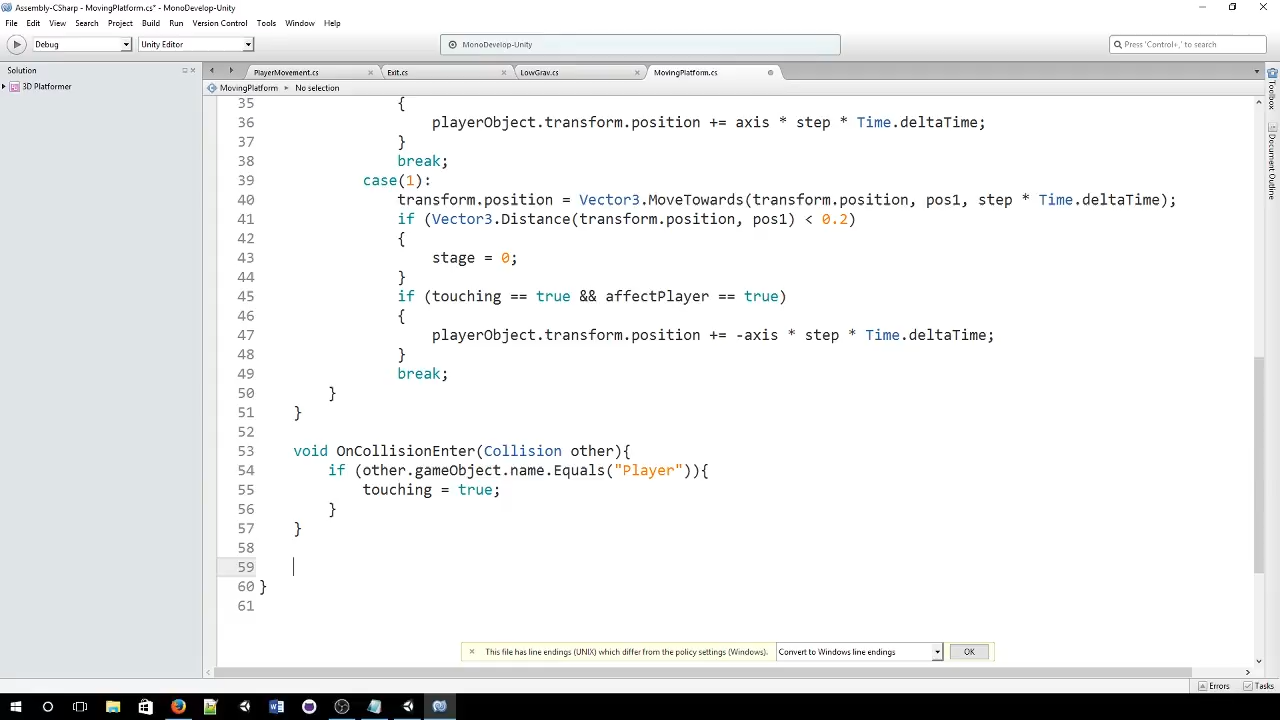 Assembly-CSharp - MovingPlatform.cs* - MonoDevelop-Unity
File Edit View Search Project Build Run Version Control Tools Window Help
Debug Unity Editor MonoDevelop-Unity Press 'Control+,' to search
Solution PlayerMovement.cs Exit.cs LowGrav.cs MovingPlatform.cs
3D Platformer MovingPlatform No selection
Toolbox
Document Outline
35 {
36 playerObject.transform.position += axis * step * Time.deltaTime;
37 }
38 break;
39 case(1):
40 transform.position = Vector3.MoveTowards(transform.position, pos1, step * Time.deltaTime);
41 if (Vector3.Distance(transform.position, pos1) < 0.2)
42 {
43 stage = 0;
44 }
45 if (touching == true && affectPlayer == true)
46 {
47 playerObject.transform.position += -axis * step * Time.deltaTime;
48 }
49 break;
50 }
51 }
52
53 void OnCollisionEnter(Collision other){
54 if (other.gameObject.name.Equals("Player")){
55 touching = true;
56 }
57 }
58
59
60 }
61
This file has line endings (UNIX) which differ from the policy settings (Windows). Convert to Windows line endings OK
Errors Tasks